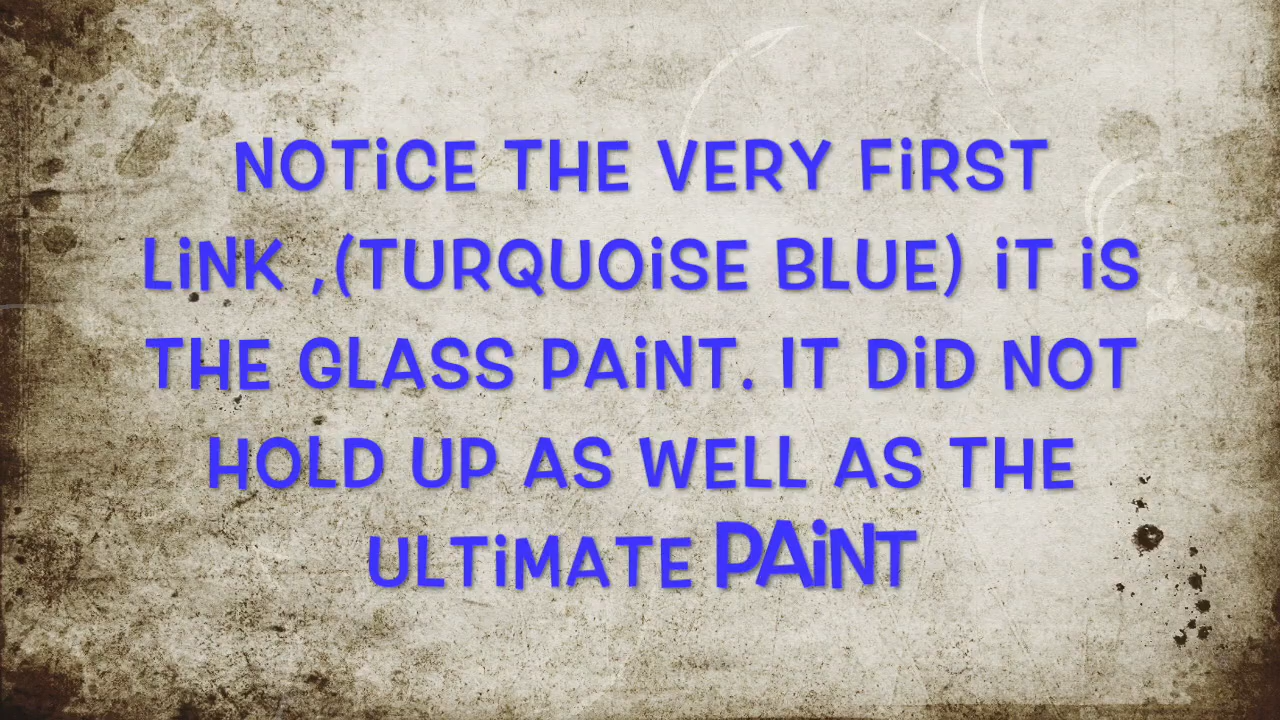 NOTiCE THE VERY FiRST
LiNK ,(TURQUOiSE BLUE) iT iS
THE GLASS PAiNT. IT DiD NOT
HOLD UP AS WELL AS THE
ULTiMATE PAiNT